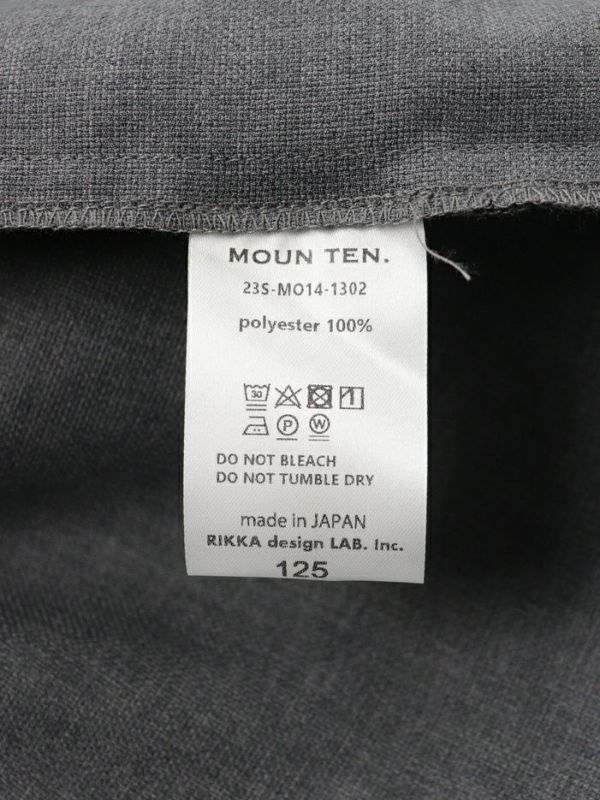 MOUN TEN.
23S-MO14-1302
polyester 100%
30
P W
DO NOT BLEACH
DO NOT TUMBLE DRY
made in JAPAN
RIKKA design LAB. Inc.
125